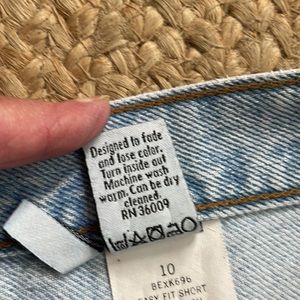 Designed to fade
and lose color.
Turn inside out
Machine wash
warm. Can be dry
cleaned.
RN 36009
10
BEXK696
EASY FIT SHORT